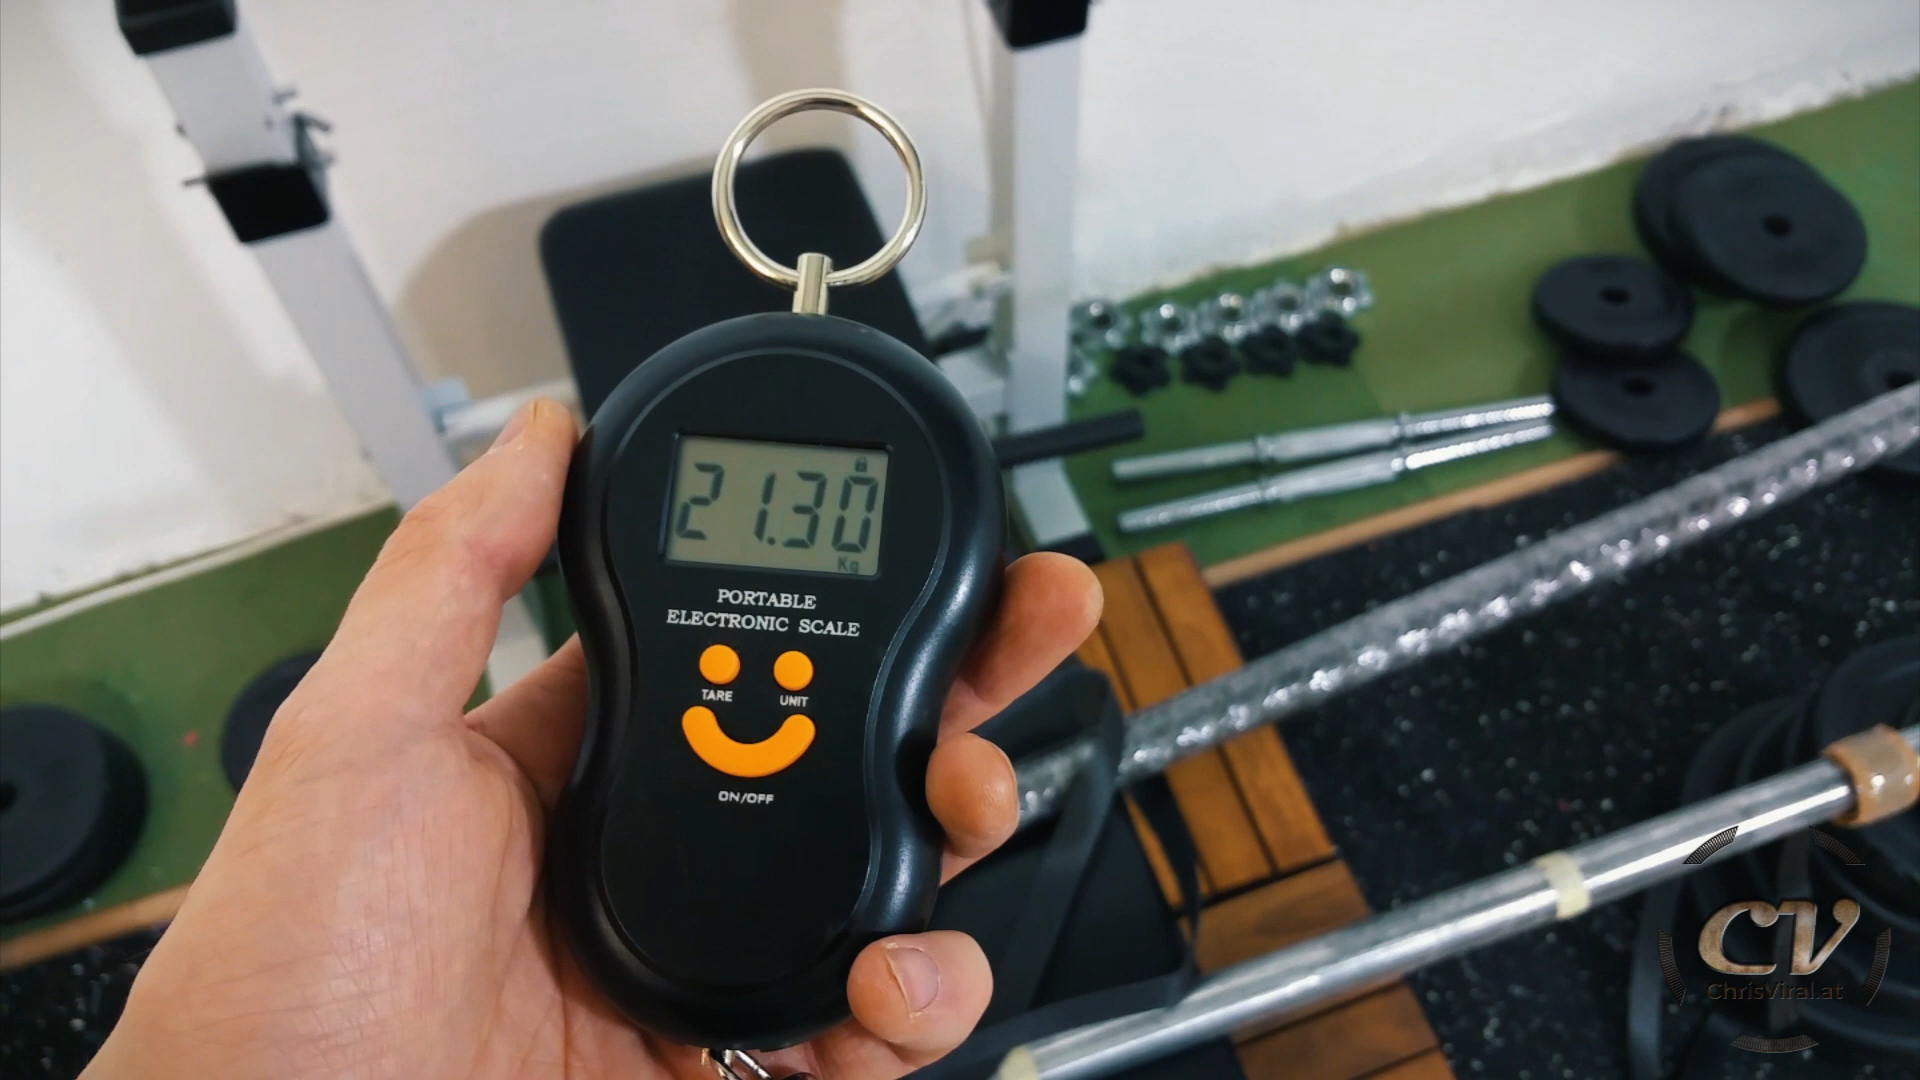 21.30
Kg
PORTABLE
ELECTRONIC SCALE
TARE UNIT
ON/OFF
CV
ChrisViral.at